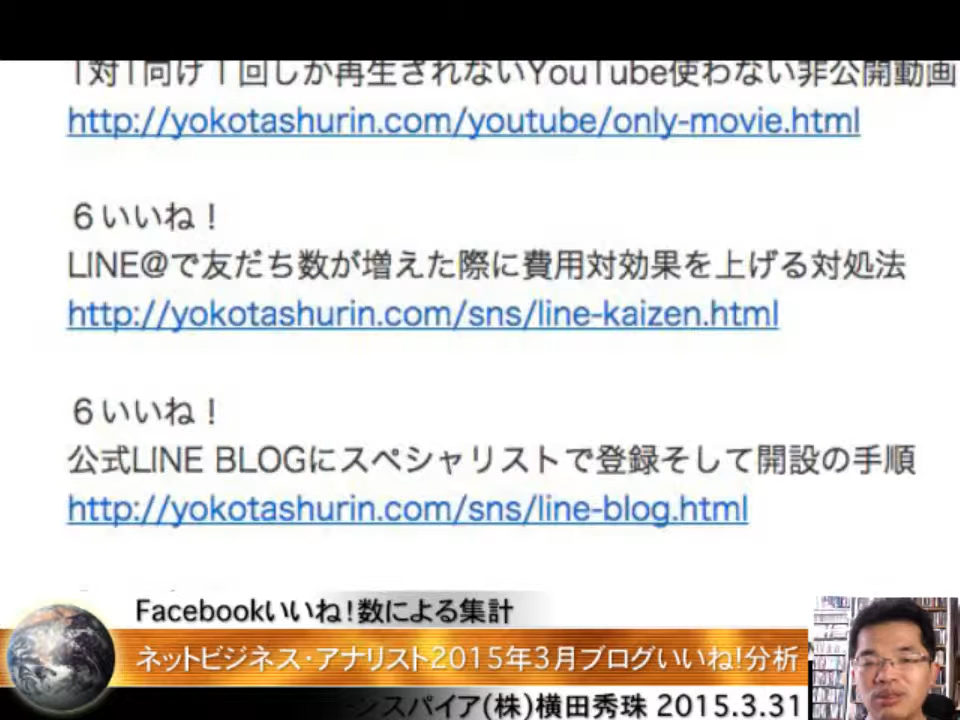 1対1向け１回しか再生されないYouTube使わない非公開動画
http://yokotashurin.com/youtube/only-movie.html
６いいね！
LINE@で友だち数が増えた際に費用対効果を上げる対処法
http://yokotashurin.com/sns/line-kaizen.html
６いいね！
公式LINE BLOGにスペシャリストで登録そして開設の手順
http://yokotashurin.com/sns/line-blog.html
Facebookいいね！数による集計
ネットビジネス・アナリスト2015年3月ブログいいね!分析
ンスパイア(株)横田秀珠 2015.3.31